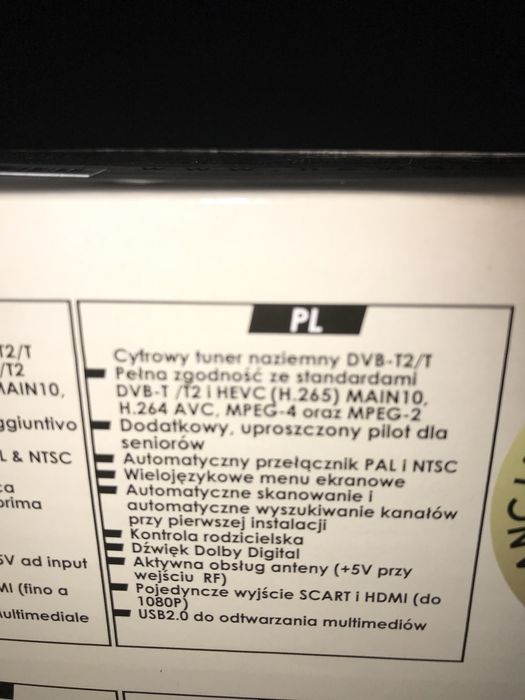 PL
Cyfrowy tuner naziemny DVB-T2/T
Pełna zgodność ze standardami
DVB-T /T2 i HEVC (H.265) MAIN10,
H.264 AVC, MPEG-4 oraz MPEG-2
Dodatkowy, uproszczony pilot dla
seniorów
Automatyczny przełącznik PAL i NTSC
Wielojęzykowe menu ekranowe
Automatyczne skanowanie i
automatyczne wyszukiwanie kanałów
przy pierwszej instalacji
Kontrola rodzicielska
Dźwięk Dolby Digital
Aktywna obsług anteny (+5V przy
wejściu RF)
Pojedyncze wyjście SCART i HDMI (do
1080P)
USB2.0 do odtwarzania multimediów
T2/T
/T2
MAIN10,
ggiuntivo
L & NTSC
ca
prima
5V ad input
MI (fino a
multimediale